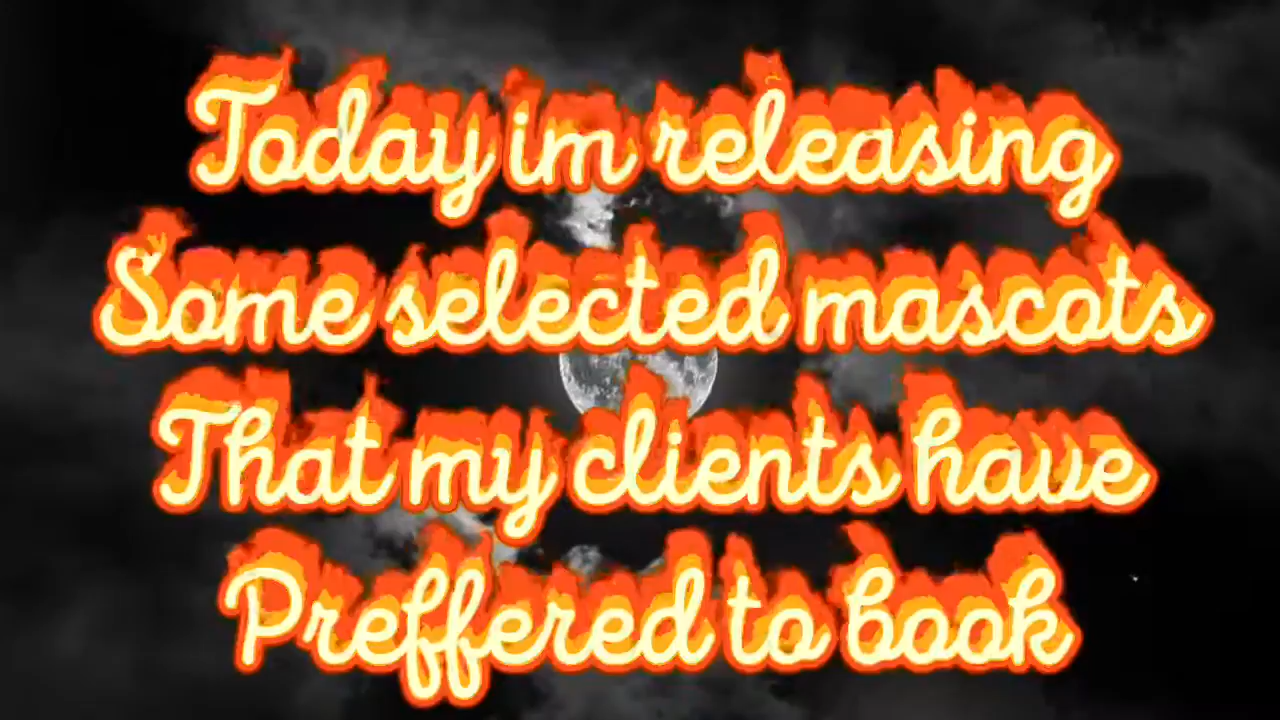 Today im releasing
Some selected mascots
That my clients have
Preffered to book